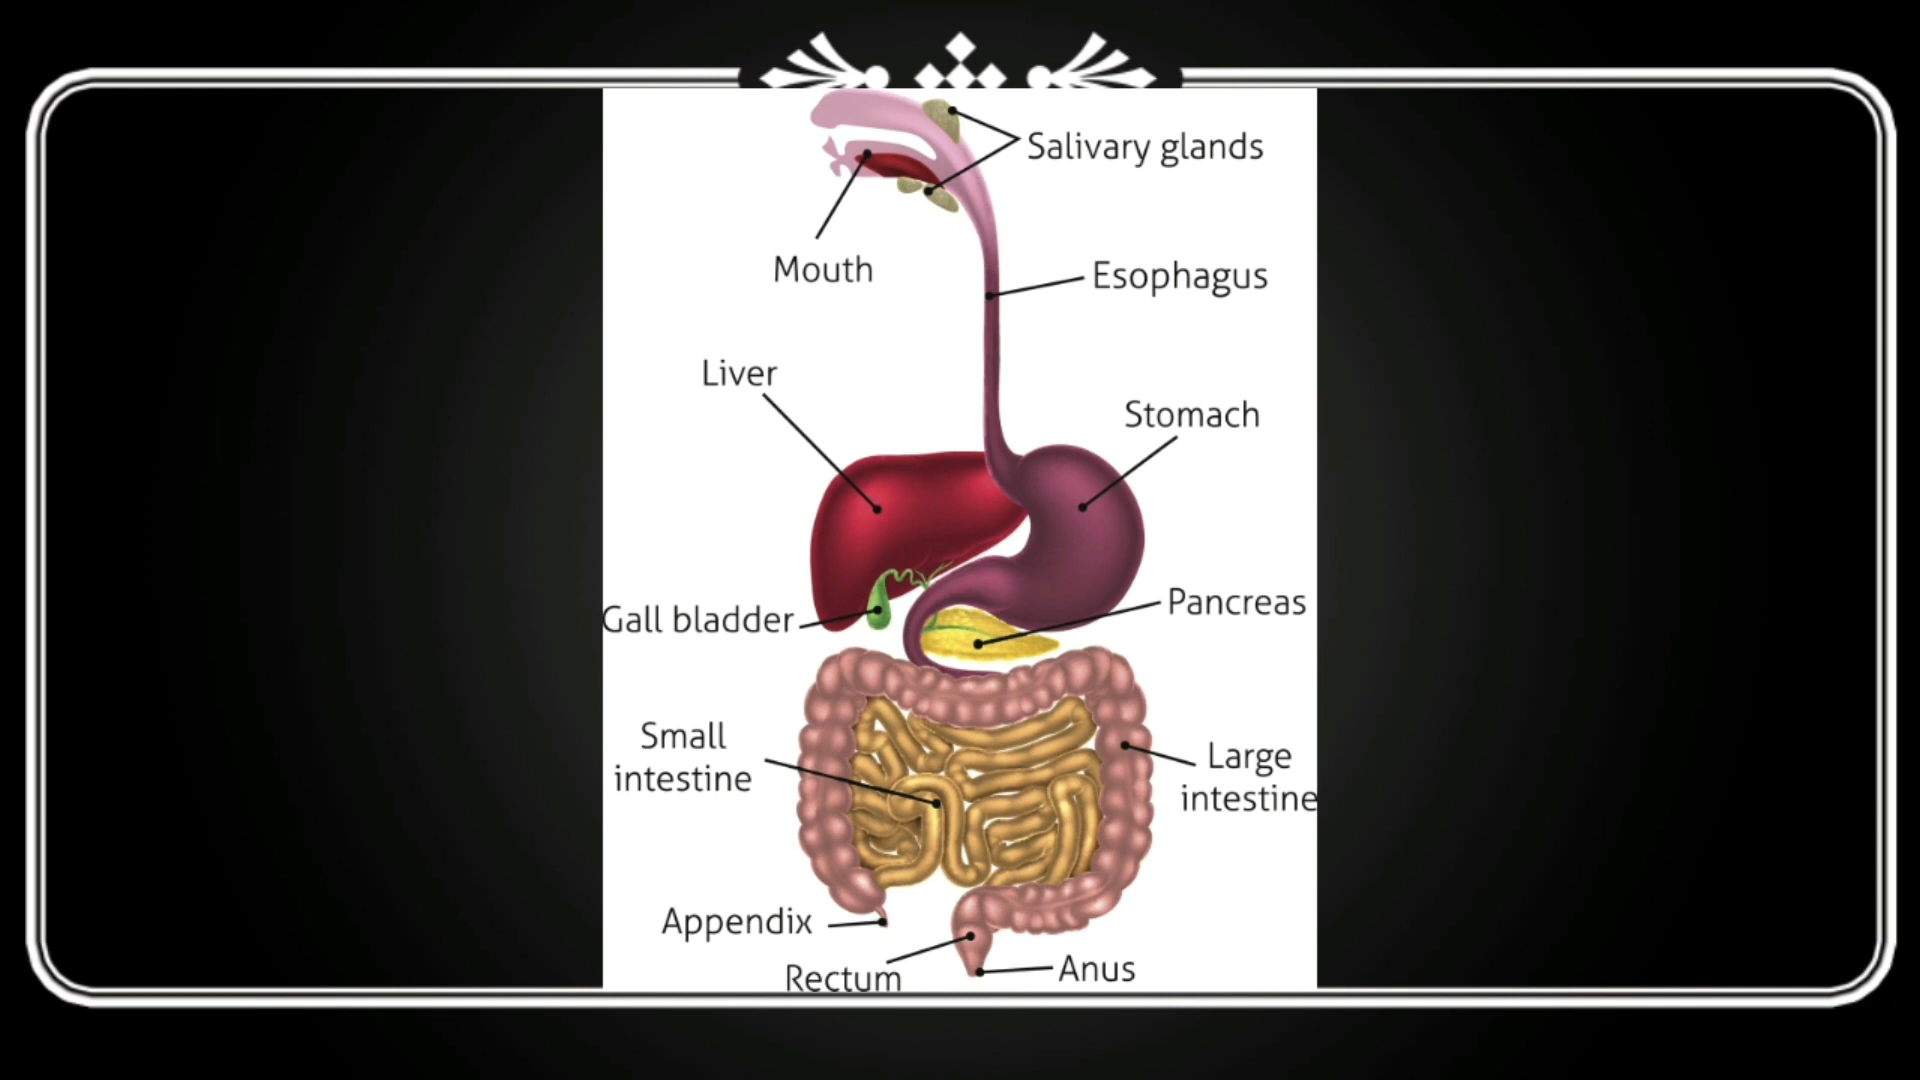 Salivary glands
Mouth
Esophagus
Liver
Stomach
Pancreas
Gall bladder
Small
intestine
Large
intestine
Appendix
Rectum
Anus